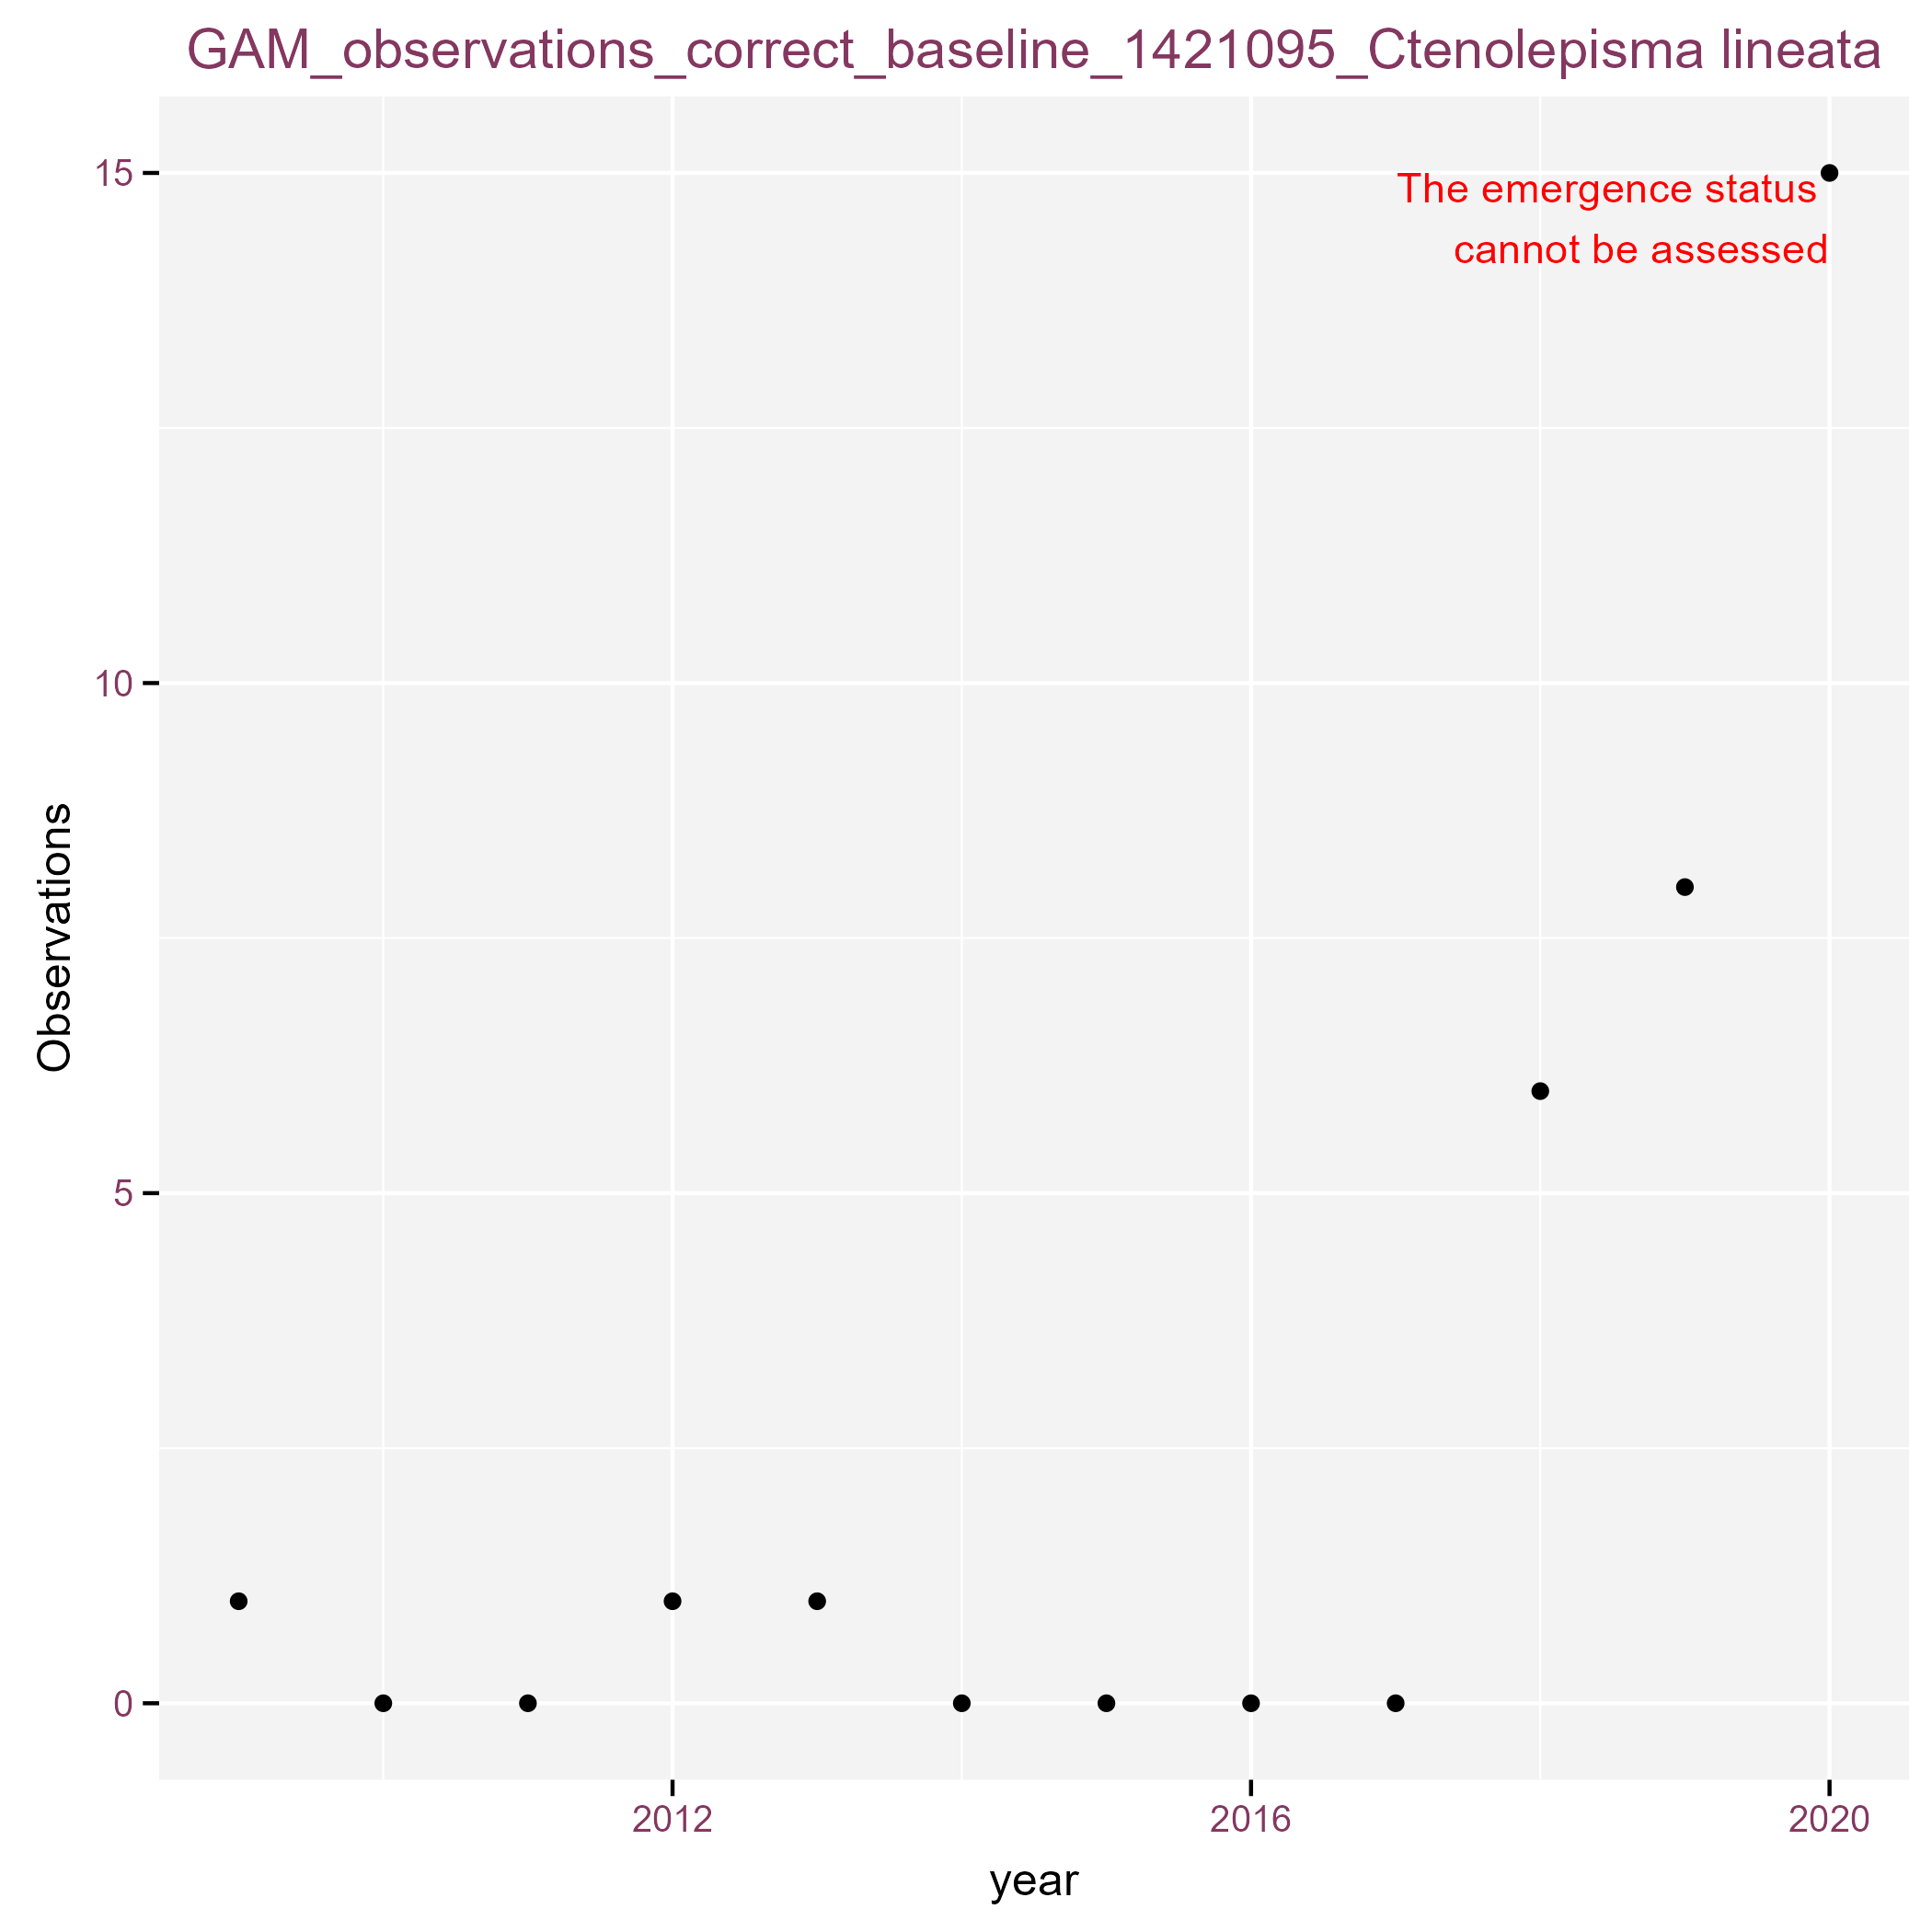 GAM_observations_correct_baseline_1421095_Ctenolepisma lineata
15
The emergence status
cannot be assessed
10
Observations
5
0
2012
2016
2020
year